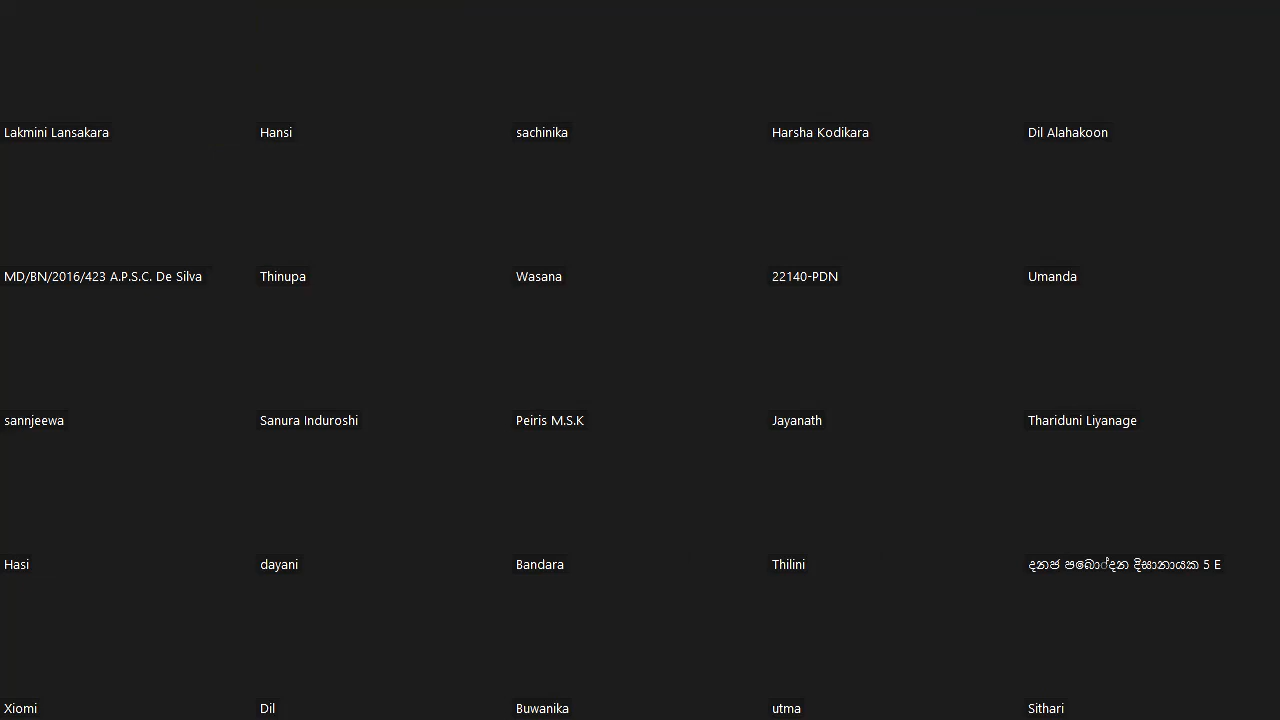 Lakmini Lansakara
Hansi
sachinika
Harsha Kodikara
Dil Alahakoon
MD/BN/2016/423 A.P.S.C. De Silva
Thinupa
Wasana
22140-PDN
Umanda
sannjeewa
Sanura Induroshi
Peiris M.S.K
Jayanath
Thariduni Liyanage
Hasi
dayani
Bandara
Thilini
දනජ පබෝදන දිසානායක 5 E
Xiomi
Dil
Buwanika
utma
Sithari